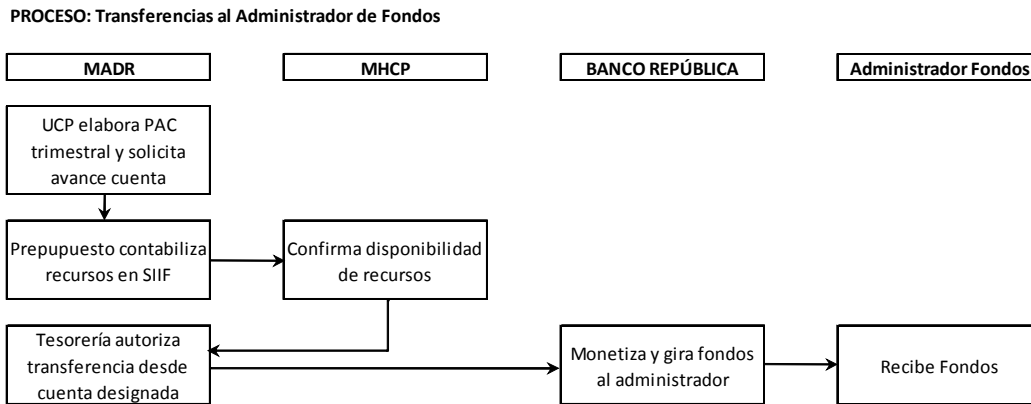 PROCESO: Transferencias al Administrador de Fondos
MADR
MHCP
BANCO REPÚBLICA
Administrador Fondos
UCP elabora PAC
trimestral y solicita
avance cuenta
Prepupuesto contabiliza
recursos en SIIF
Confirma disponibilidad
de recursos
Tesorería autoriza
transferencia desde
cuenta designada
Monetiza y gira fondos
al administrador
Recibe Fondos